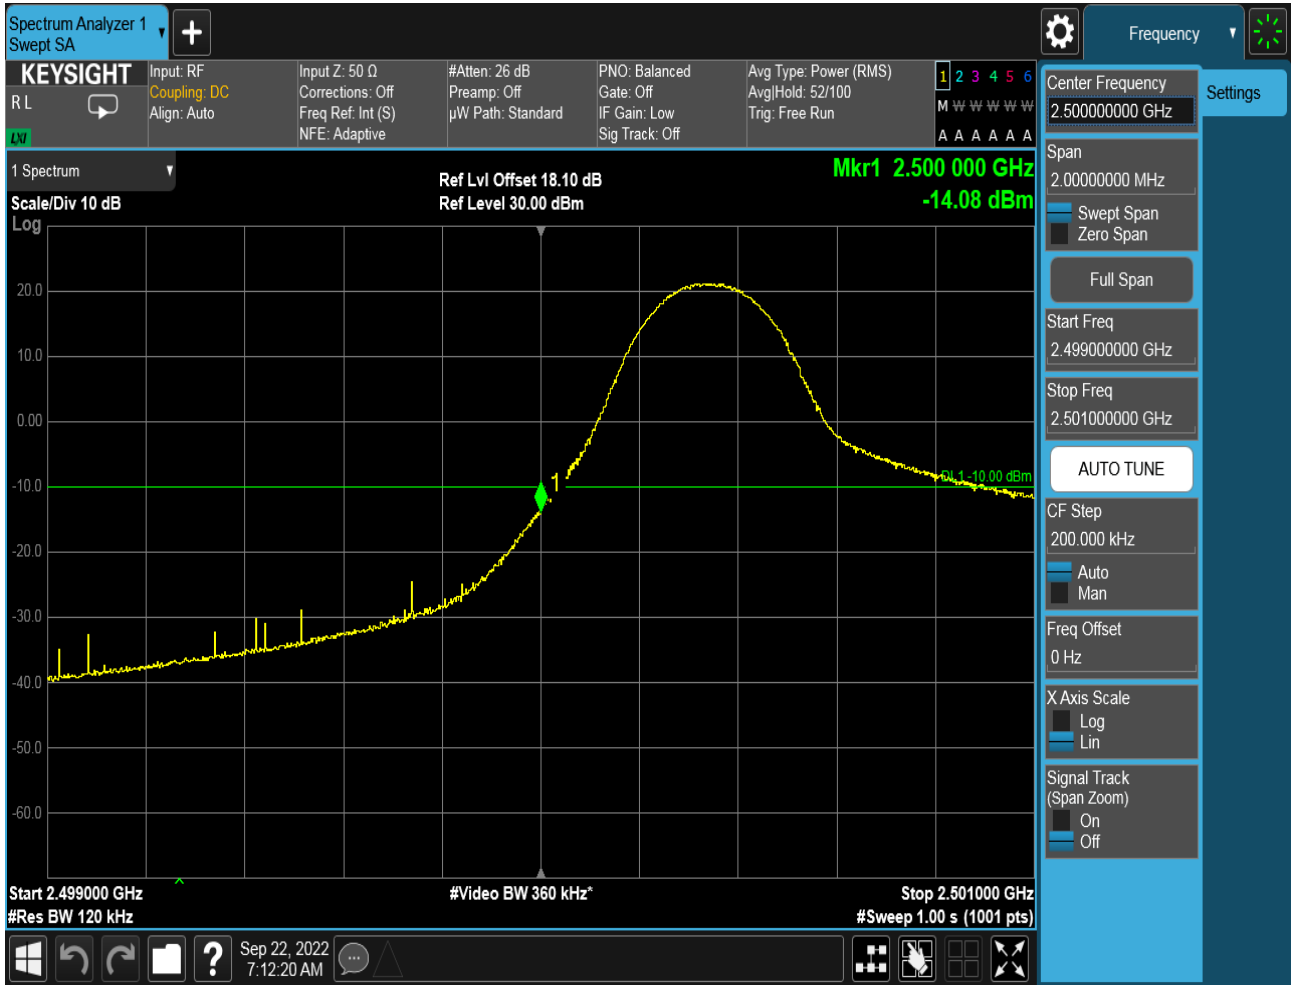 Spectrum Analyzer 1
Swept SA
Frequency
KEYSIGHT
R L
LXI
Input: RF
Coupling: DC
Align: Auto
Input Z: 50 Ω
Corrections: Off
Freq Ref: Int (S)
NFE: Adaptive
#Atten: 26 dB
Preamp: Off
µW Path: Standard
PNO: Balanced
Gate: Off
IF Gain: Low
Sig Track: Off
Avg Type: Power (RMS)
Avg|Hold: 52/100
Trig: Free Run
1 2 3 4 5 6
M W W W W W
A A A A A A
1 Spectrum
Scale/Div 10 dB
Log
Ref Lvl Offset 18.10 dB
Ref Level 30.00 dBm
Mkr1 2.500 000 GHz
-14.08 dBm
20.0
10.0
0.00
-10.0
-20.0
-30.0
-40.0
-50.0
-60.0
1
DL1 -10.00 dBm
Start 2.499000 GHz
#Res BW 120 kHz
#Video BW 360 kHz*
Stop 2.501000 GHz
#Sweep 1.00 s (1001 pts)
Center Frequency
2.500000000 GHz
Settings
Span
2.00000000 MHz
Swept Span
Zero Span
Full Span
Start Freq
2.499000000 GHz
Stop Freq
2.501000000 GHz
AUTO TUNE
CF Step
200.000 kHz
Auto
Man
Freq Offset
0 Hz
X Axis Scale
Log
Lin
Signal Track
(Span Zoom)
On
Off
?
Sep 22, 2022
7:12:20 AM